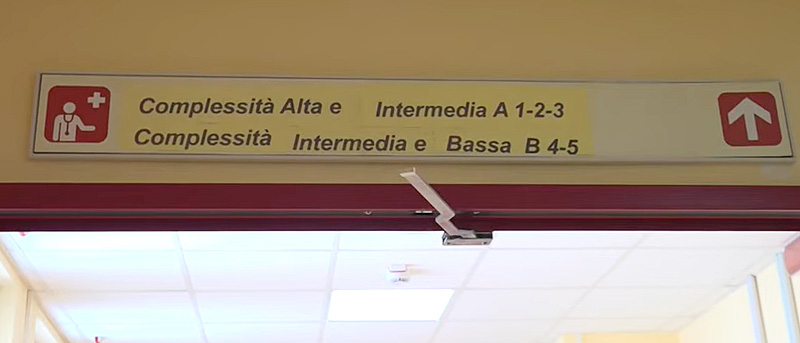 Complessità Alta e Intermedia A 1-2-3
Complessità Intermedia e Bassa B 4-5